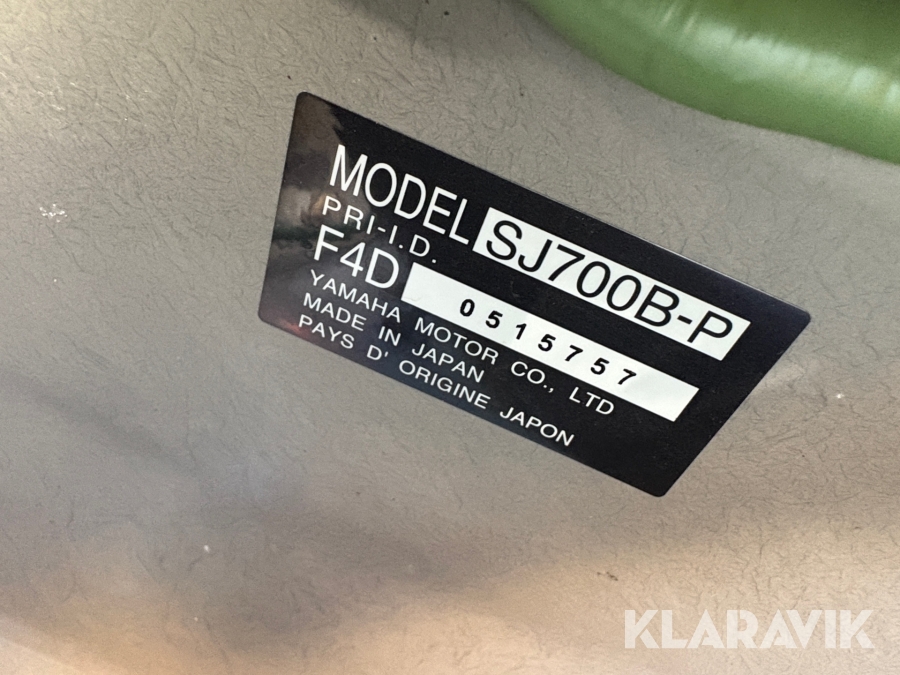 MODEL SJ700B-P
PRI-I.D.
F4D 0515757
YAMAHA MOTOR CO., LTD
MADE IN JAPAN
PAYS D' ORIGINE JAPON
KLARAVIK